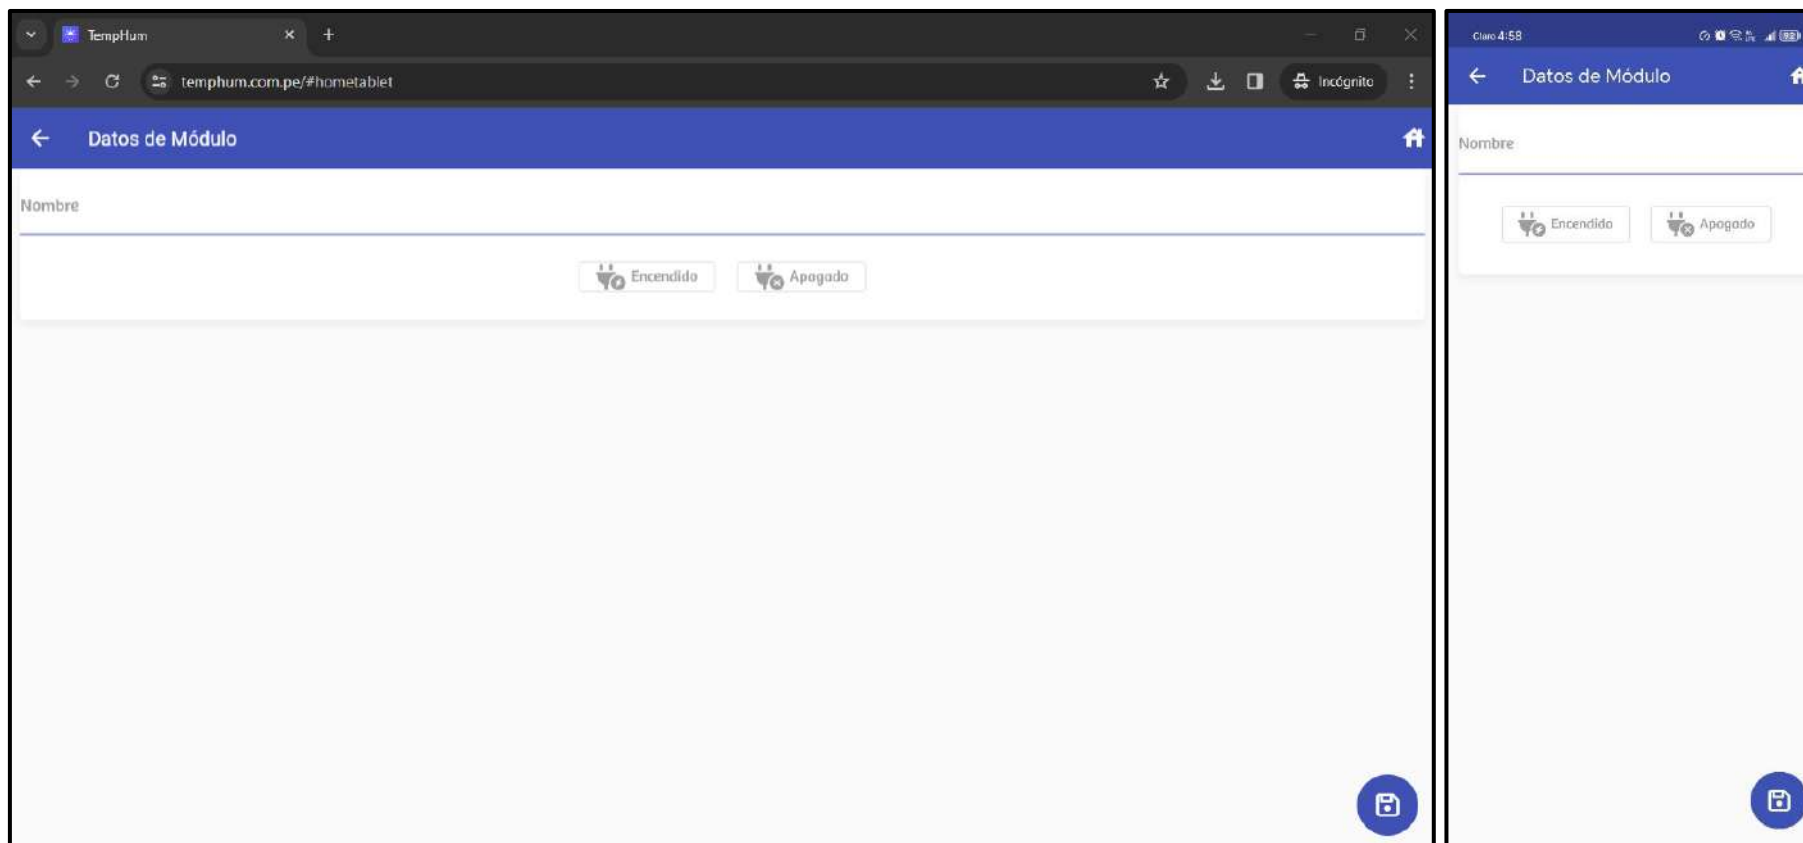 TempHum
temphum.com.pe/#hometablet
Incógnito
Datos de Módulo
Nombre
Encendido
Apagado
Claro 4:58
92
Datos de Módulo
Nombre
Encendido
Apagado